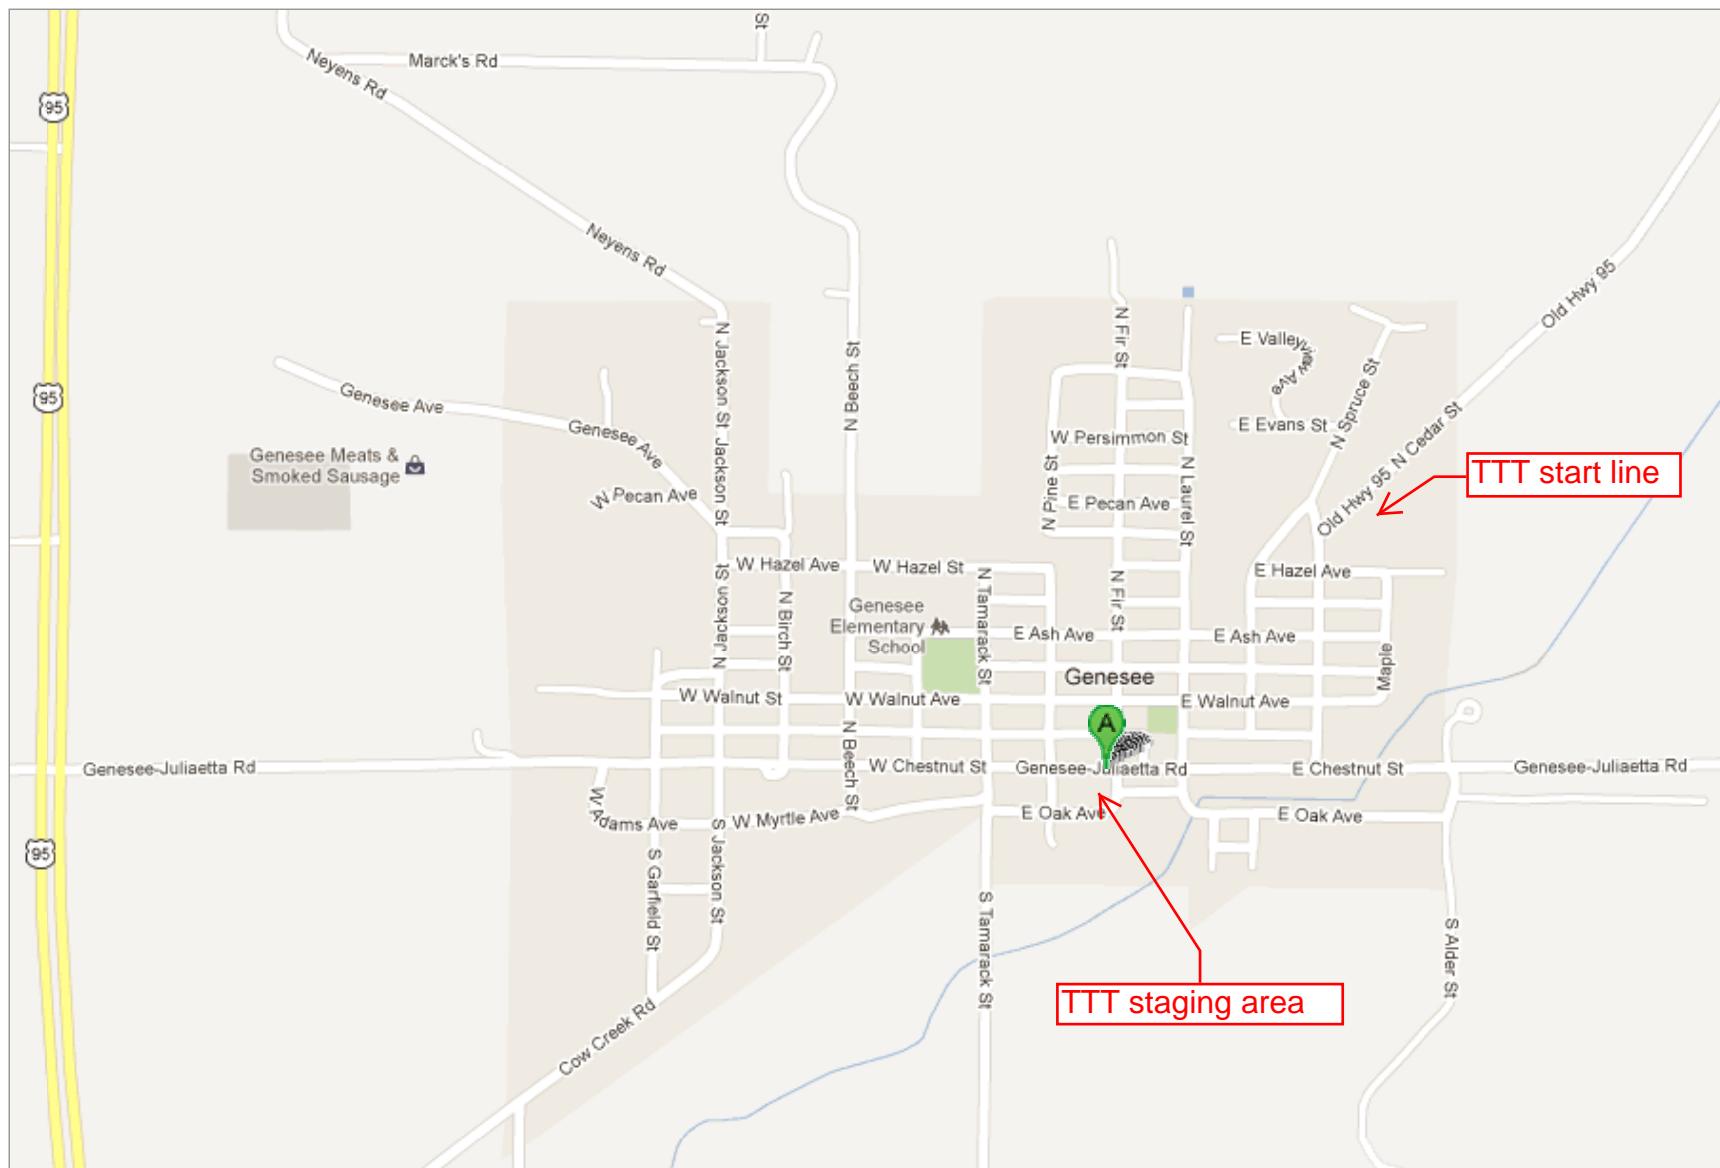 St
Marck's Rd
Neyens Rd
95
Neyens Rd
Old Hwy 95
N Fir St
E Valley
View Ave
N Jackson St
Jackson St
N Beech St
N Spruce St
95
Genesee Ave
Genesee Ave
E Evans St
N Cedar St
W Persimmon St
Genesee Meats &
Smoked Sausage
TTT start line
N Pine St
N Laurel St
W Pecan Ave
E Pecan Ave
Old Hwy 95
W Hazel Ave
W Hazel St
E Hazel Ave
N Jackson St
N Birch St
N Tamarack St
N Fir St
Genesee
Elementary
School
E Ash Ave
E Ash Ave
Maple
Genesee
W Walnut St
W Walnut Ave
E Walnut Ave
A
N Beech St
Genesee-Juliaetta Rd
W Chestnut St
Genesee-Juliaetta Rd
E Chestnut St
Genesee-Juliaetta Rd
W Adams Ave
W Myrtle Ave
E Oak Ave
E Oak Ave
95
S Garfield St
S Jackson St
S Tamarack St
S Alder St
TTT staging area
Cow Creek Rd